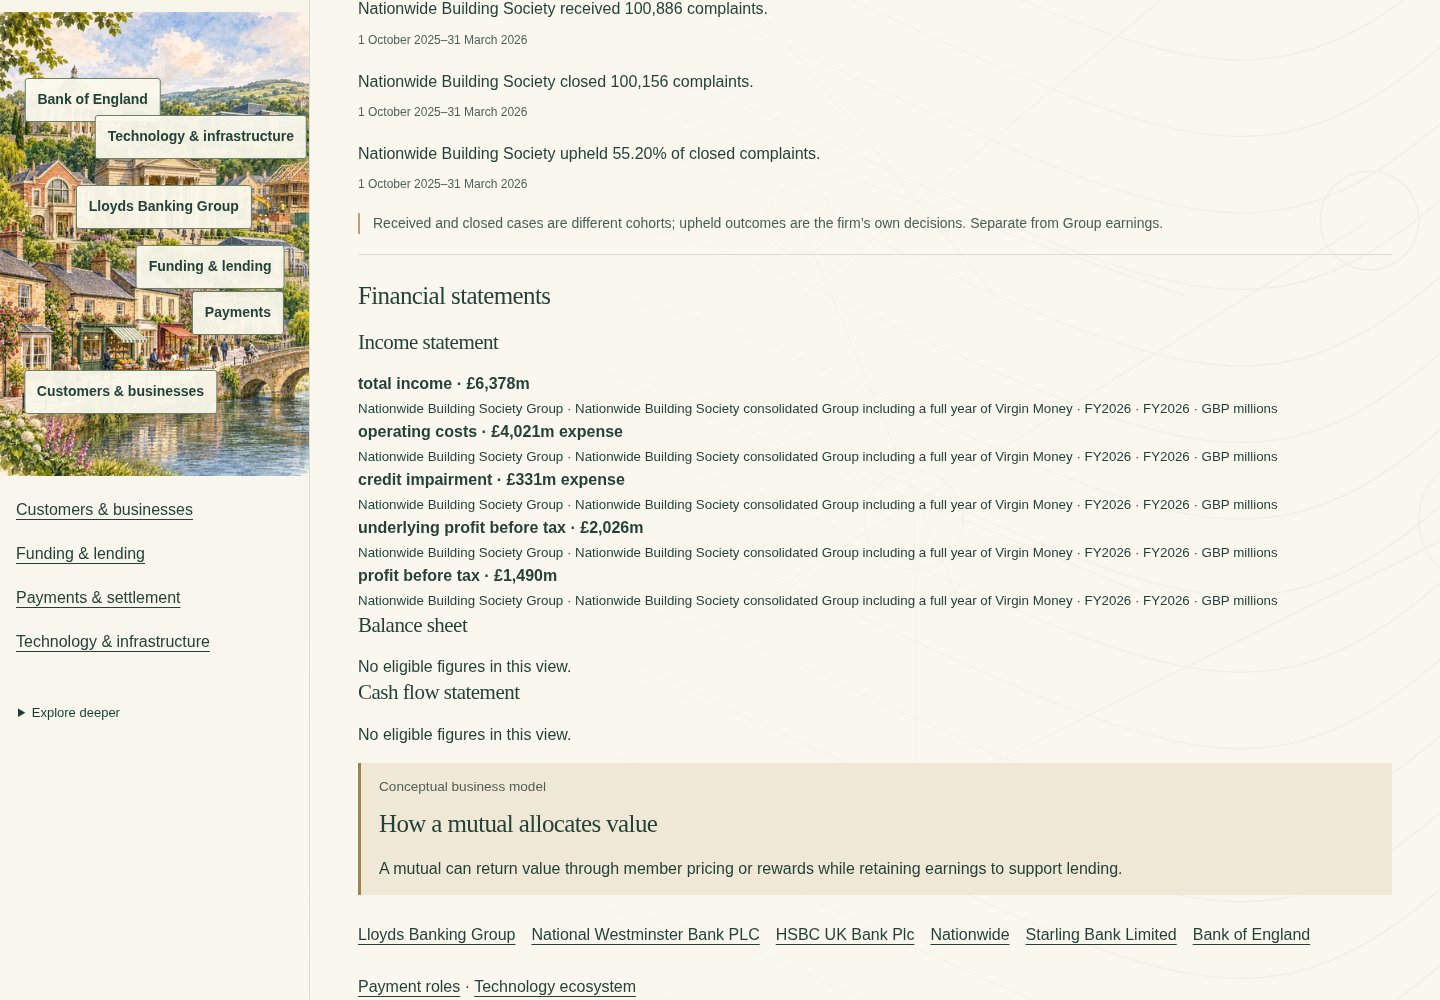 Bank of England
Technology & infrastructure
Lloyds Banking Group
Funding & lending
Payments
Customers & businesses
Customers & businesses
Funding & lending
Payments & settlement
Technology & infrastructure
▶ Explore deeper
Nationwide Building Society received 100,886 complaints.
1 October 2025–31 March 2026
Nationwide Building Society closed 100,156 complaints.
1 October 2025–31 March 2026
Nationwide Building Society upheld 55.20% of closed complaints.
1 October 2025–31 March 2026
Received and closed cases are different cohorts; upheld outcomes are the firm’s own decisions. Separate from Group earnings.
Financial statements
Income statement
total income · £6,378m
Nationwide Building Society Group · Nationwide Building Society consolidated Group including a full year of Virgin Money · FY2026 · FY2026 · GBP millions
operating costs · £4,021m expense
Nationwide Building Society Group · Nationwide Building Society consolidated Group including a full year of Virgin Money · FY2026 · FY2026 · GBP millions
credit impairment · £331m expense
Nationwide Building Society Group · Nationwide Building Society consolidated Group including a full year of Virgin Money · FY2026 · FY2026 · GBP millions
underlying profit before tax · £2,026m
Nationwide Building Society Group · Nationwide Building Society consolidated Group including a full year of Virgin Money · FY2026 · FY2026 · GBP millions
profit before tax · £1,490m
Nationwide Building Society Group · Nationwide Building Society consolidated Group including a full year of Virgin Money · FY2026 · FY2026 · GBP millions
Balance sheet
No eligible figures in this view.
Cash flow statement
No eligible figures in this view.
Conceptual business model
How a mutual allocates value
A mutual can return value through member pricing or rewards while retaining earnings to support lending.
Lloyds Banking Group National Westminster Bank PLC HSBC UK Bank Plc Nationwide Starling Bank Limited Bank of England
Payment roles · Technology ecosystem